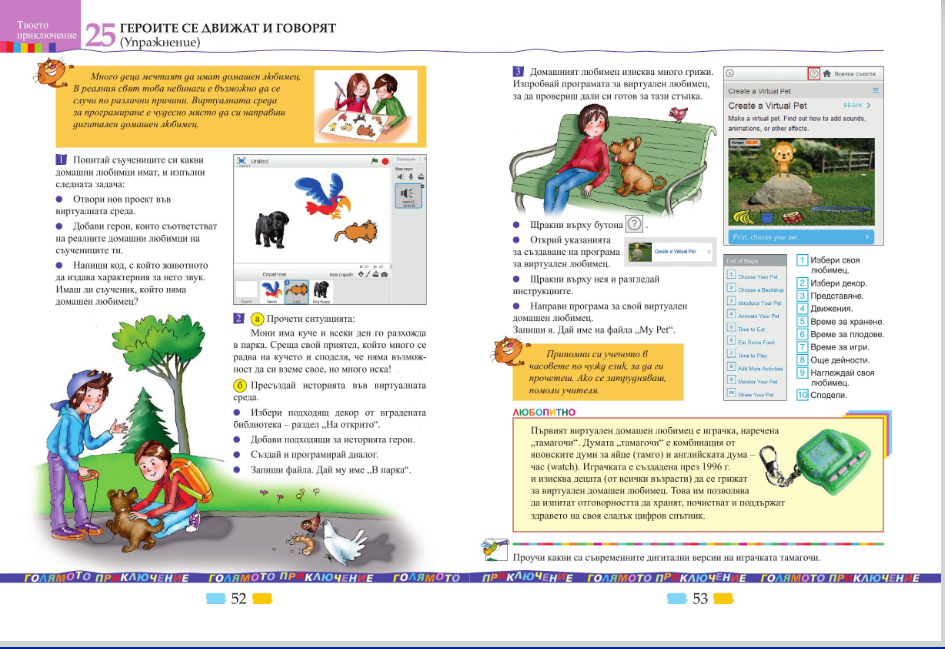 Твоето
приключение
25 ГЕРОИТЕ СЕ ДВИЖАТ И ГОВОРЯТ
(Упражнение)
Много деца мечтаят да имат домашен любимец.
В реалния свят това невинаги е възможно да се
случи по различни причини. Виртуалната среда
за програмиране е чудесно място да си направиш
дигитален домашен любимец.
1 Попитай съучениците си какви
домашни любимци имат, и изпълни
следната задача:
● Отвори нов проект във
виртуалната среда.
● Добави герои, които съответстват
на реалните домашни любимци на
съучениците ти.
● Напиши код, с който животното
да издава характерния за него звук.
Имаш ли съученик, който няма
домашен любимец?
Untitled
2 а Прочети ситуацията:
Мони има куче и всеки ден го разхожда
в парка. Среща свой приятел, който много се
радва на кучето и споделя, че няма възмож-
ност да си вземе свое, но много иска!
б Пресъздай историята във виртуалната
среда.
● Избери подходящ декор от вградената
библиотека – раздел „На открито“.
● Добави подходящи за историята герои.
● Създай и програмирай диалог.
● Запиши файла. Дай му име „В парка“.
ГОЛЯМОТО ПРИКЛЮЧЕНИЕ ГОЛЯМОТО ПРИКЛЮЧЕНИЕ ГОЛЯМОТО
52
3 Домашният любимец изисква много грижи.
Изпробвай програмата за виртуален любимец,
за да провериш дали си готов за тази стъпка.
● Щракни върху бутона ? .
● Открий указанията
за създаване на програма
за виртуален любимец.
Create a Virtual Pet
● Щракни върху нея и разгледай
инструкциите.
● Направи програма за свой виртуален
домашен любимец.
Запиши я. Дай име на файла „My Pet“.
Припомни си ученото в
часовете по чужд език, за да ги
прочетеш. Ако се затрудняваш,
помоли учителя.
Всички съвети
Create a Virtual Pet
Create a Virtual Pet BEGIN
Make a virtual pet. Find out how to add sounds,
animations, or other effects.
First, choose your pet
List of Steps
1 Choose Your Pet
2 Choose a Backdrop
3 Introduce Your Pet
4 Animate Your Pet
5 Time to Eat
6 Eat Some Food
7 Time to Play
8 Add More Activities
9 Monitor Your Pet
10 Share Your Pet
1 Избери своя
любимец.
2 Избери декор.
3 Представяне.
4 Движения.
5 Време за хранене.
6 Време за плодове.
7 Време за игри.
8 Още дейности.
9 Наглеждай своя
любимец.
10 Сподели.
ЛЮБОПИТНО
Първият виртуален домашен любимец е играчка, наречена
„тамагочи“. Думата „тамагочи“ е комбинация от
японските думи за яйце (тамго) и английската дума –
час (watch). Играчката е създадена през 1996 г.
и изисква децата (от всички възрасти) да се грижат
за виртуален домашен любимец. Това им позволява
да изпитат отговорността да хранят, почистват и поддържат
здравето на своя сладък цифров спътник.
Проучи какви са съвременните дигитални версии на играчката тамагочи.
ПРИКЛЮЧЕНИЕ ГОЛЯМОТО ПРИКЛЮЧЕНИЕ ГОЛЯМОТО ПРИКЛЮЧЕНИЕ
53